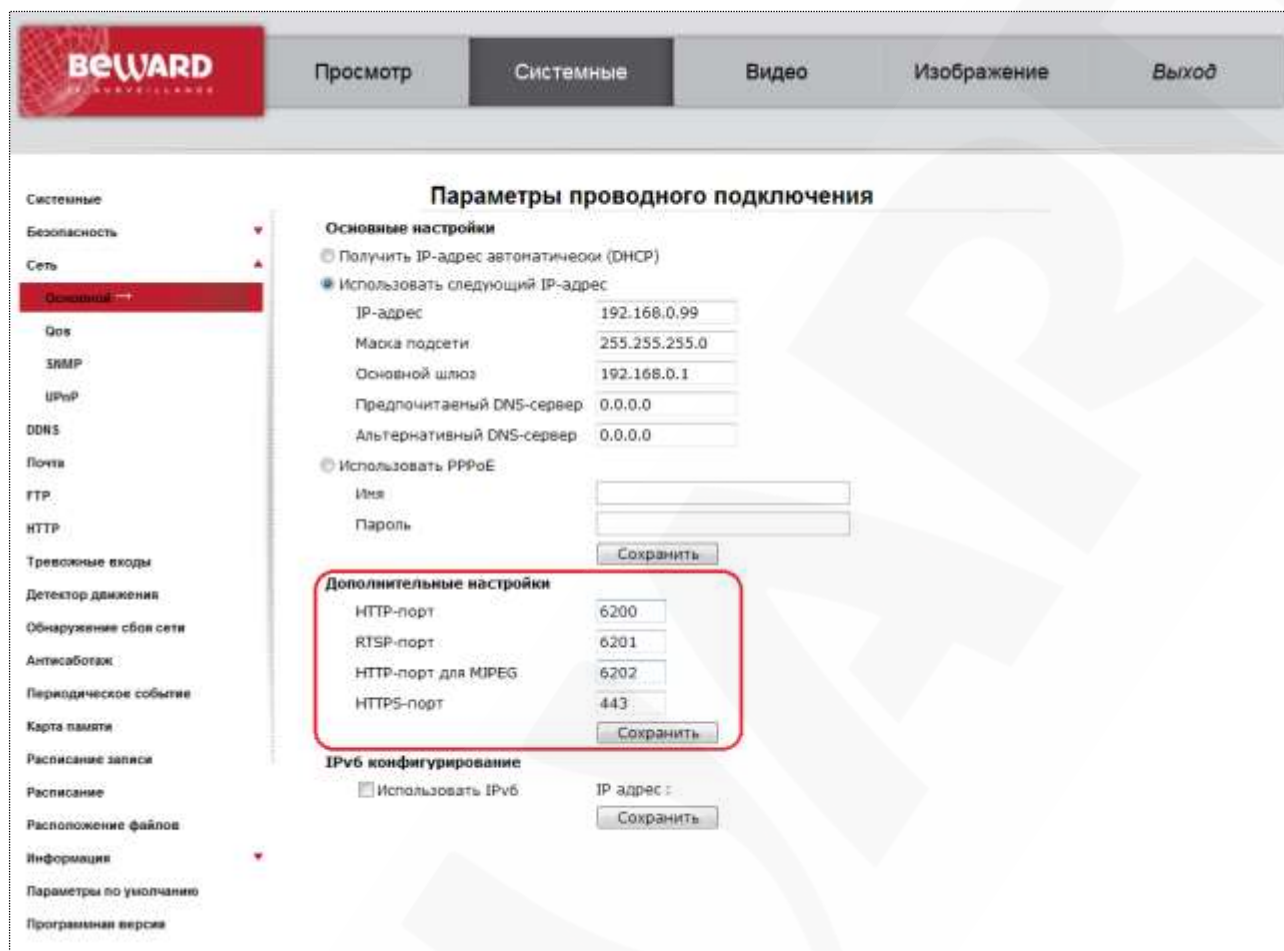 BEWARD
IP SURVEILLANCE
Просмотр
Системные
Видео
Изображение
Выход
Системные
Безопасность
Сеть
Основной →
Qos
SNMP
UPnP
DDNS
Почта
FTP
HTTP
Тревожные входы
Детектор движения
Обнаружение сбоя сети
Антисаботаж
Периодическое событие
Карта памяти
Расписание записи
Расписание
Расположение файлов
Информация
Параметры по умолчанию
Программная версия
Параметры проводного подключения
Основные настройки
Получить IP-адрес автоматически (DHCP)
Использовать следующий IP-адрес
IP-адрес 192.168.0.99
Маска подсети 255.255.255.0
Основной шлюз 192.168.0.1
Предпочитаемый DNS-сервер 0.0.0.0
Альтернативный DNS-сервер 0.0.0.0
Использовать PPPoE
Имя
Пароль
Сохранить
Дополнительные настройки
HTTP-порт 6200
RTSP-порт 6201
HTTP-порт для MJPEG 6202
HTTPS-порт 443
Сохранить
IPv6 конфигурирование
Использовать IPv6 IP адрес :
Сохранить